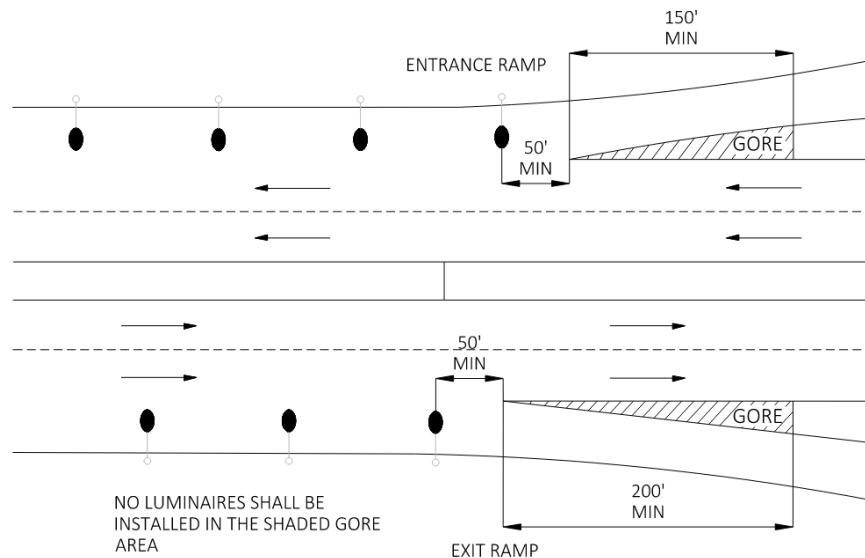 150'
MIN
ENTRANCE RAMP
GORE
50'
MIN
50'
MIN
GORE
200'
MIN
NO LUMINAIRES SHALL BE
INSTALLED IN THE SHADED GORE
AREA
EXIT RAMP